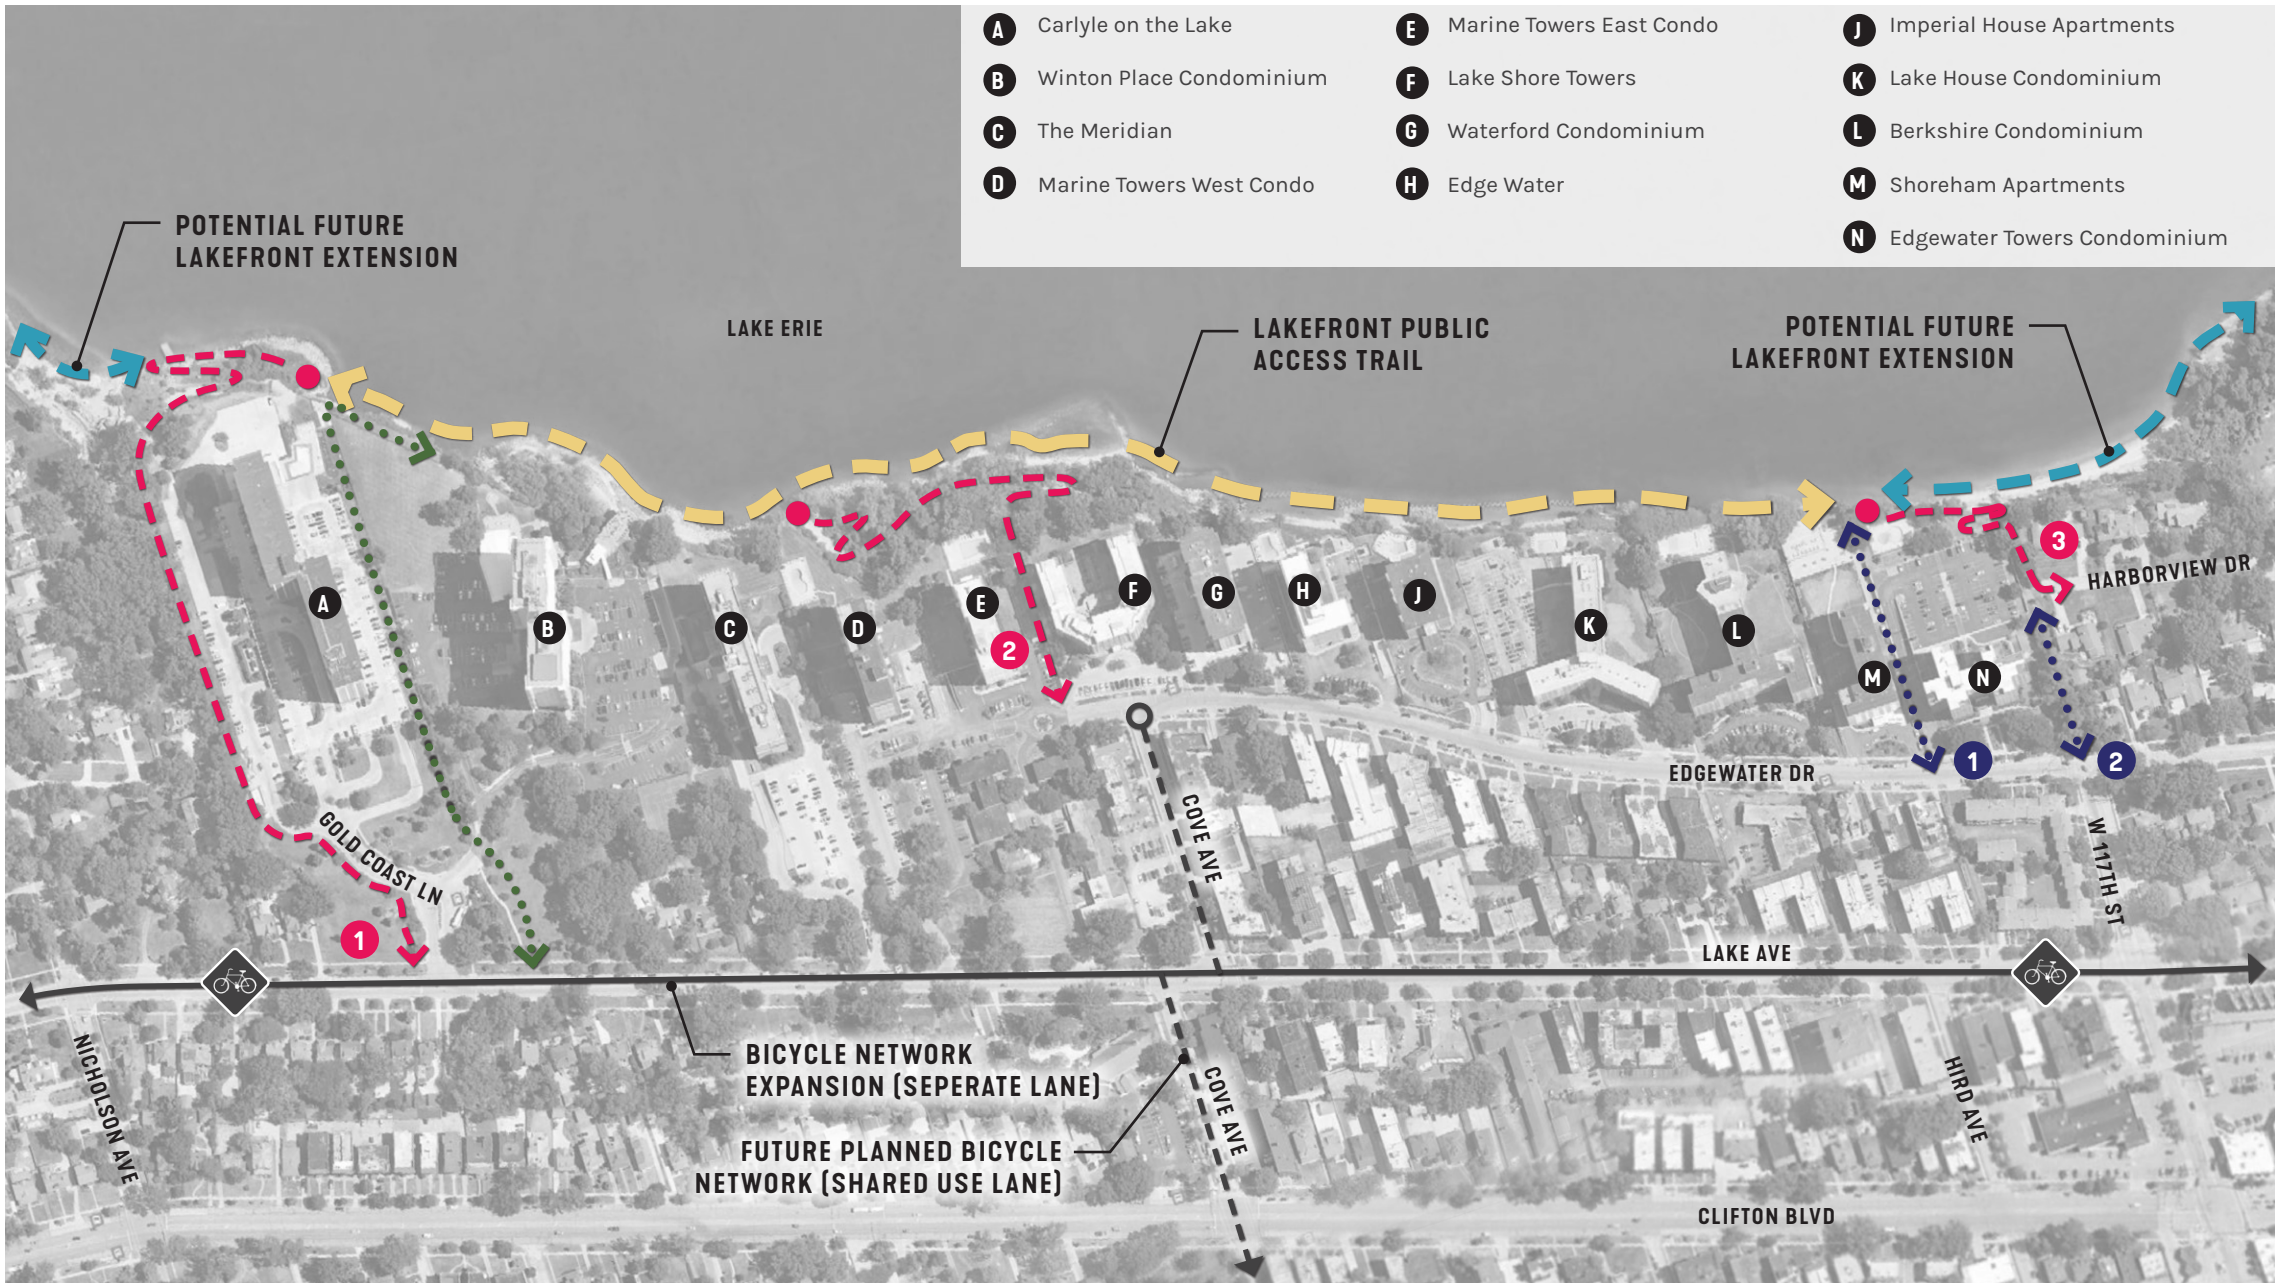 A Carlyle on the Lake
B Winton Place Condominium
C The Meridian
D Marine Towers West Condo
E Marine Towers East Condo
F Lake Shore Towers
G Waterford Condominium
H Edge Water
J Imperial House Apartments
K Lake House Condominium
L Berkshire Condominium
M Shoreham Apartments
N Edgewater Towers Condominium
POTENTIAL FUTURE
LAKEFRONT EXTENSION
LAKE ERIE
LAKEFRONT PUBLIC
ACCESS TRAIL
POTENTIAL FUTURE
LAKEFRONT EXTENSION
3
HARBORVIEW DR
A
B
C
D
E
F
G
H
J
K
L
M
N
2
1
2
EDGEWATER DR
COVE AVE
GOLD COAST LN
W 117TH ST
1
LAKE AVE
NICHOLSON AVE
BICYCLE NETWORK
EXPANSION (SEPERATE LANE)
COVE AVE
HIRD AVE
FUTURE PLANNED BICYCLE
NETWORK (SHARED USE LANE)
CLIFTON BLVD